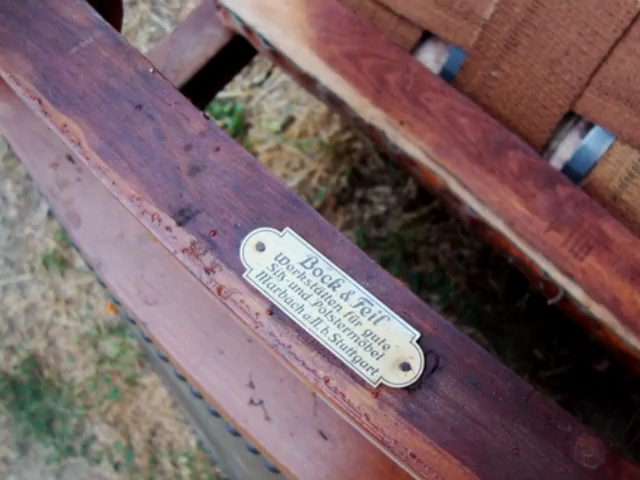 Bock & Feil
Werkstätten für gute
Sitz- und Polstermöbel
Marbach a. N. b. Stuttgart